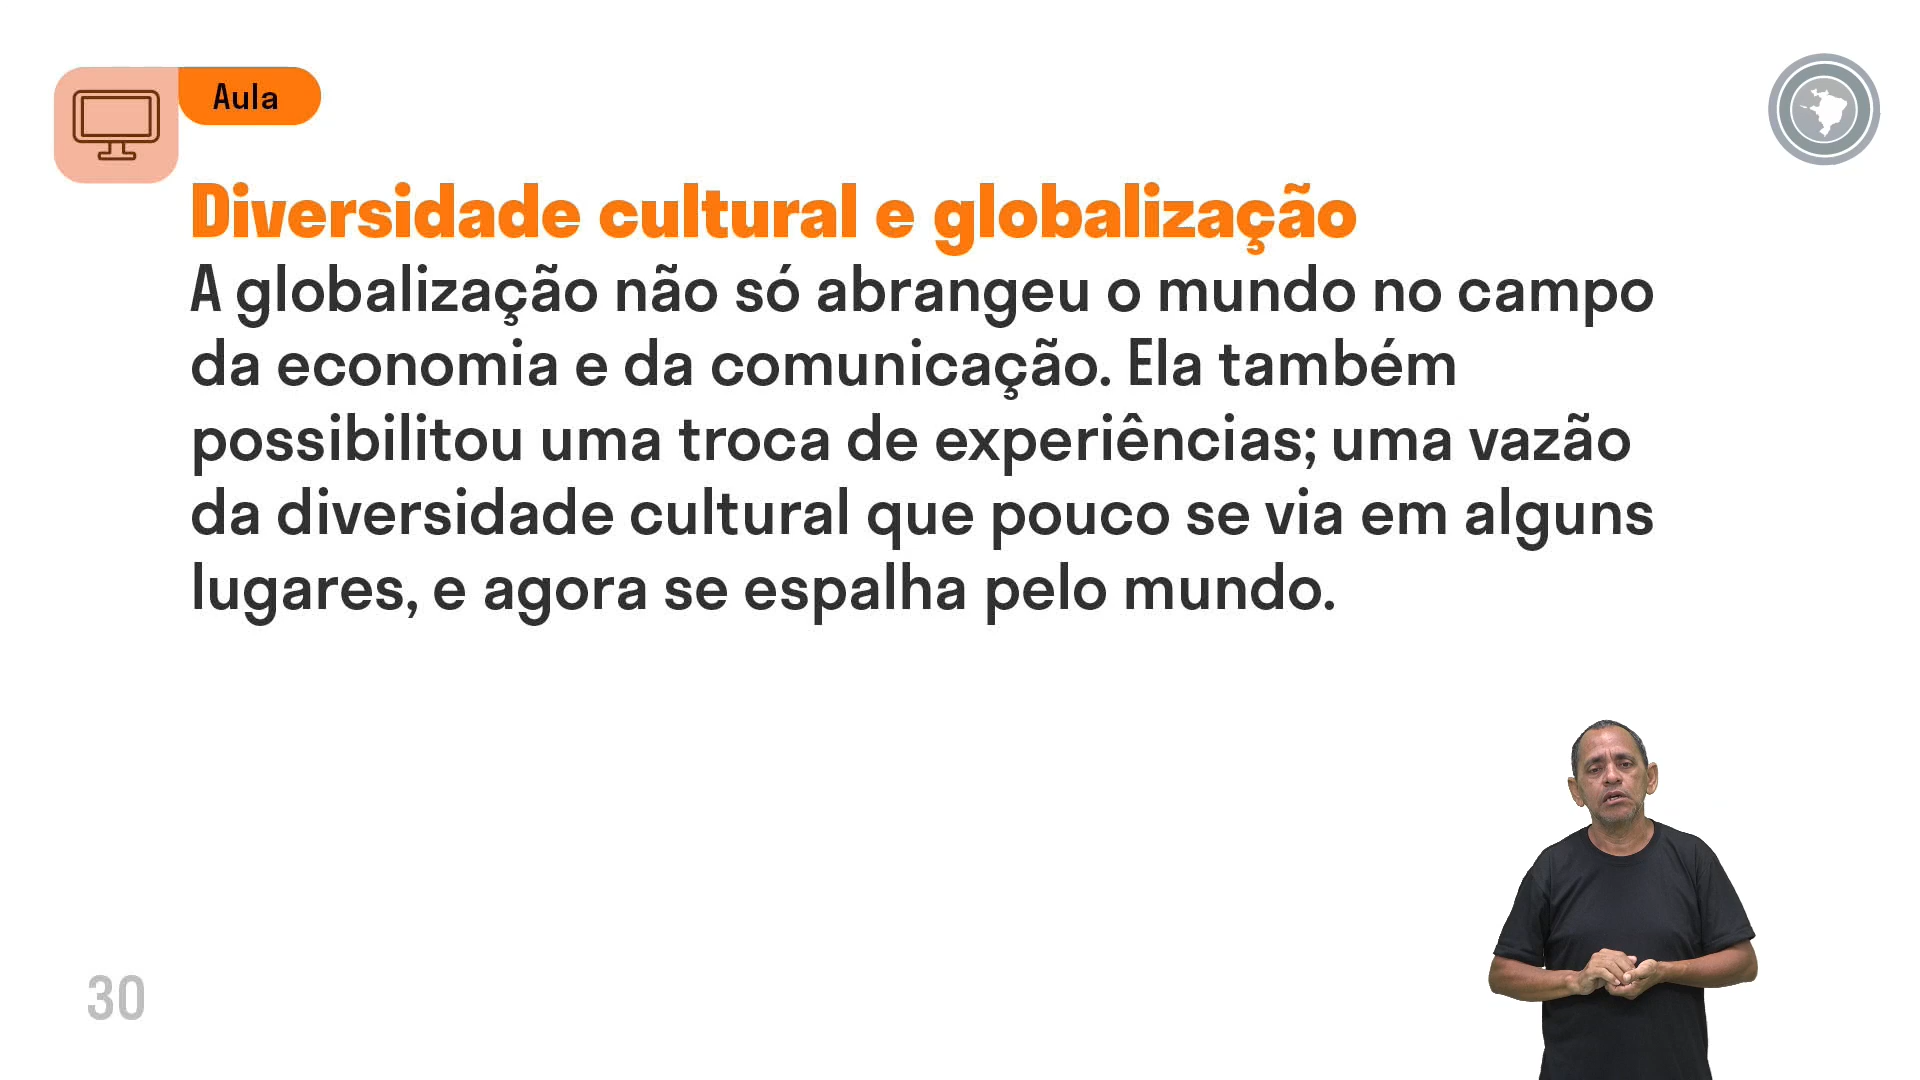 Aula
Diversidade cultural e globalização
A globalização não só abrangeu o mundo no campo
da economia e da comunicação. Ela também
possibilitou uma troca de experiências; uma vazão
da diversidade cultural que pouco se via em alguns
lugares, e agora se espalha pelo mundo.
30